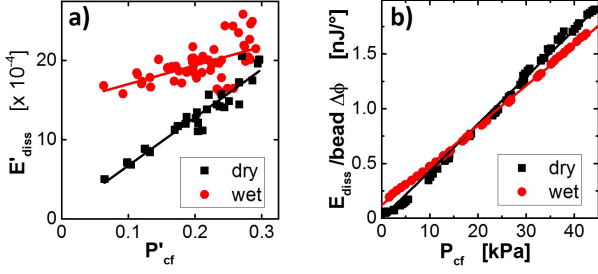 a)
E'diss [x 10-4]
20
10
0
dry
wet
0
0.1
0.2
0.3
P'cf
b)
Ediss /bead Δϕ [nJ/°]
1.5
1.0
0.5
0
dry
wet
0
10
20
30
40
Pcf [kPa]